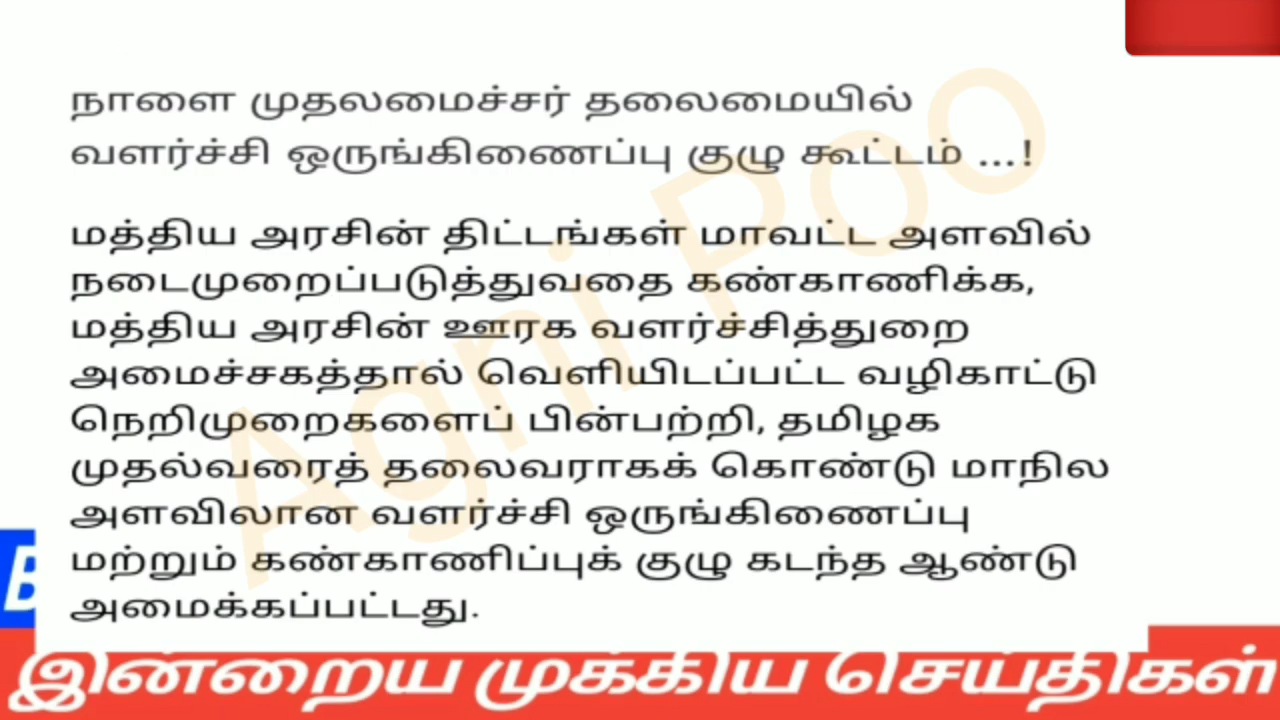 நாளை முதலமைச்சர் தலைமையில்
வளர்ச்சி ஒருங்கிணைப்பு குழு கூட்டம் ...!
மத்திய அரசின் திட்டங்கள் மாவட்ட அளவில்
நடைமுறைப்படுத்துவதை கண்காணிக்க,
மத்திய அரசின் ஊரக வளர்ச்சித்துறை
அமைச்சகத்தால் வெளியிடப்பட்ட வழிகாட்டு
நெறிமுறைகளைப் பின்பற்றி, தமிழக
முதல்வரைத் தலைவராகக் கொண்டு மாநில
அளவிலான வளர்ச்சி ஒருங்கிணைப்பு
மற்றும் கண்காணிப்புக் குழு கடந்த ஆண்டு
அமைக்கப்பட்டது.
Agni Poo
இன்றைய முக்கிய செய்திகள்